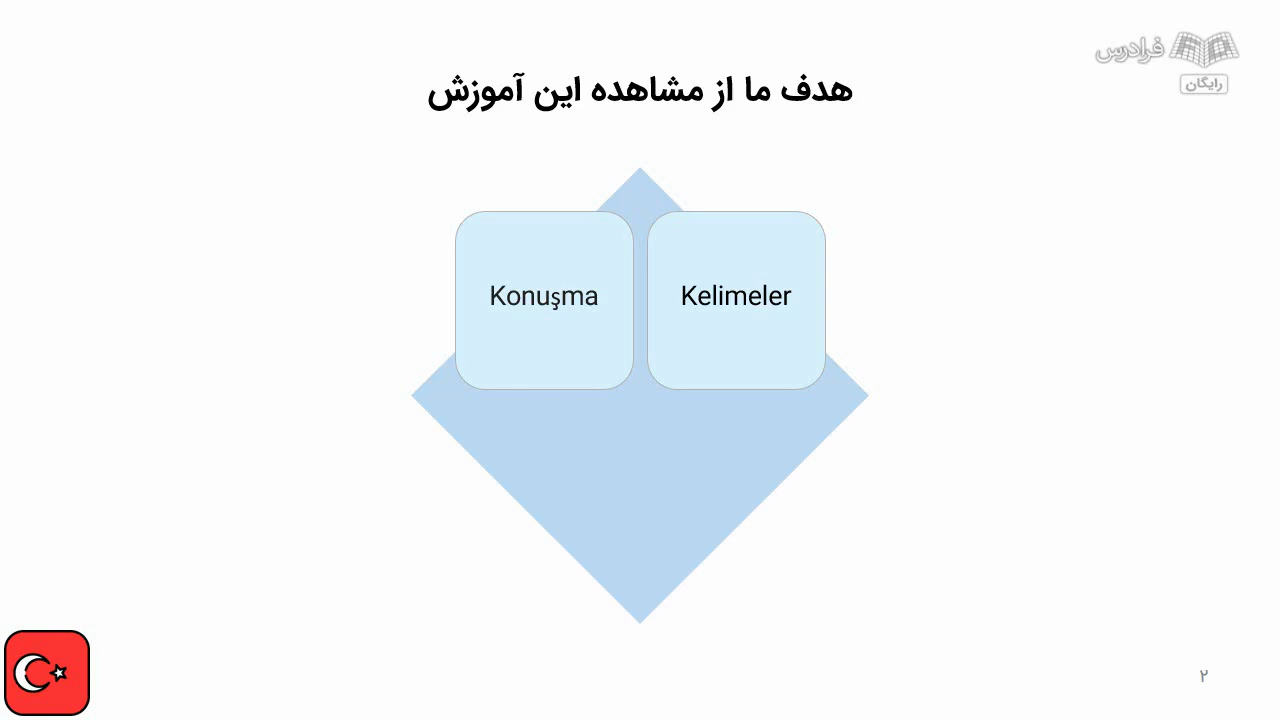 فرادرس
رایگان
هدف ما از مشاهده این آموزش
Konuşma
Kelimeler
۲